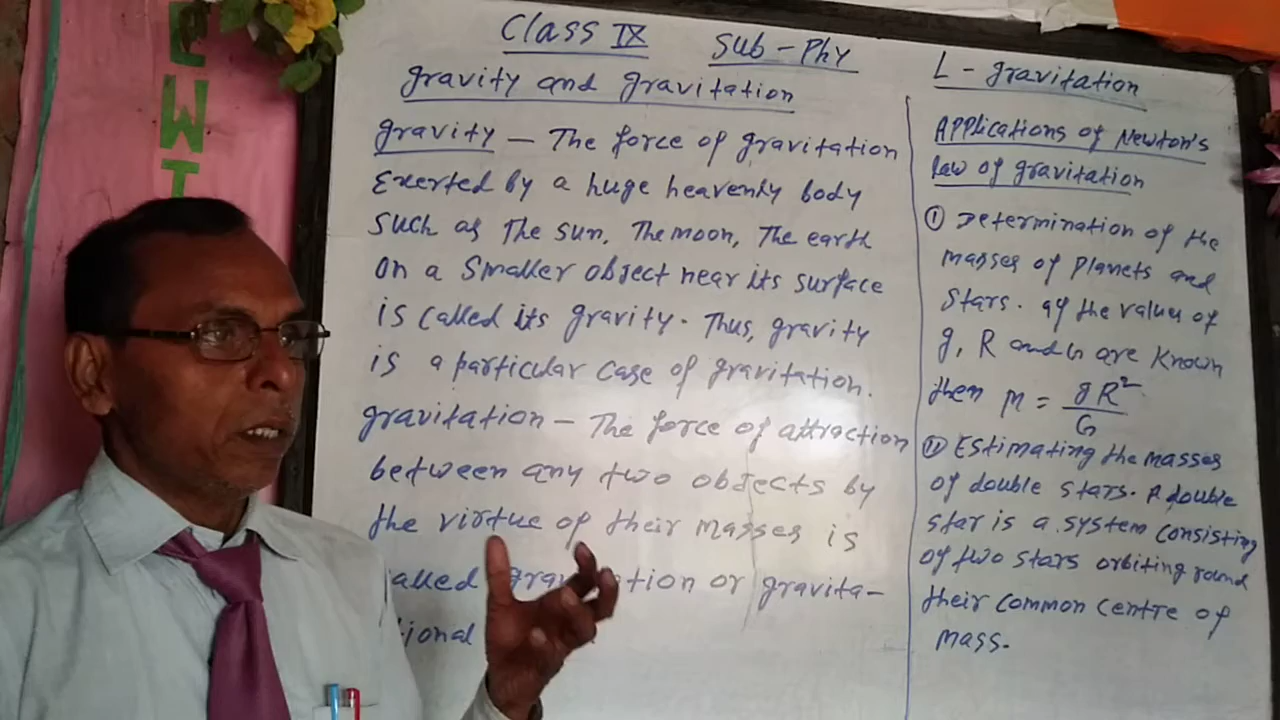 CWI
Class IX Sub - Phy
gravity and gravitation
gravity – The force of gravitation
Exerted by a huge heavenly body
such as The sun, The moon, The earth
on a smaller object near its surface
is called its gravity. Thus, gravity
is a particular case of gravitation.
gravitation – The force of attraction
between any two objects by
the virtue of their masses is
alled gra tion or gravita-
tional
L - gravitation
Applications of Newton's
law of gravitation
① Determination of the
masses of planets and
stars. If the values of
g, R and G are known
then M = gR²/G
② Estimating the masses
of double stars. A double
star is a system consisting
of two stars orbiting round
their common centre of
mass.